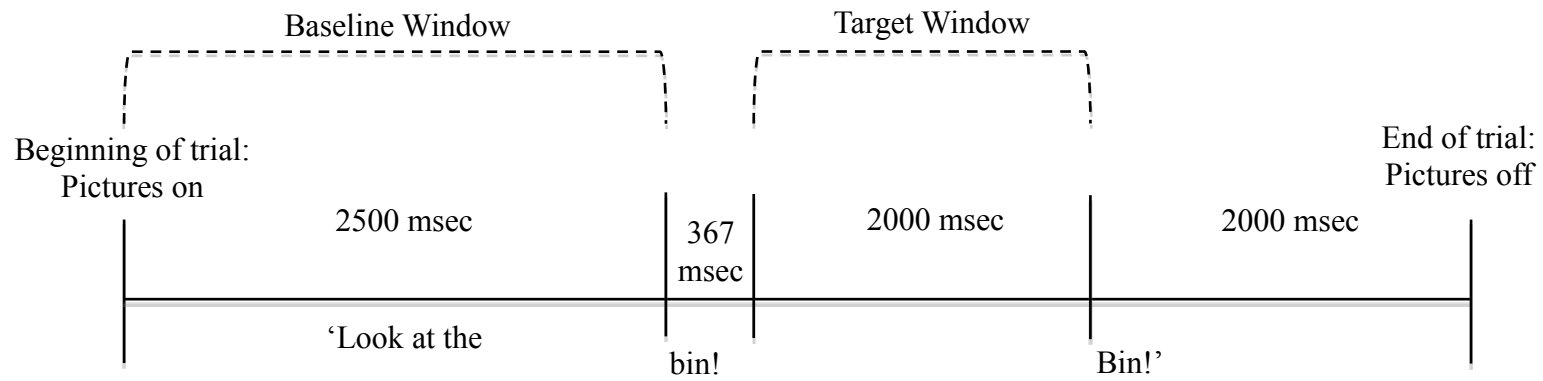 Baseline Window
Target Window
Beginning of trial:
Pictures on
End of trial:
Pictures off
2500 msec
367
msec
2000 msec
2000 msec
‘Look at the
bin!
Bin!’